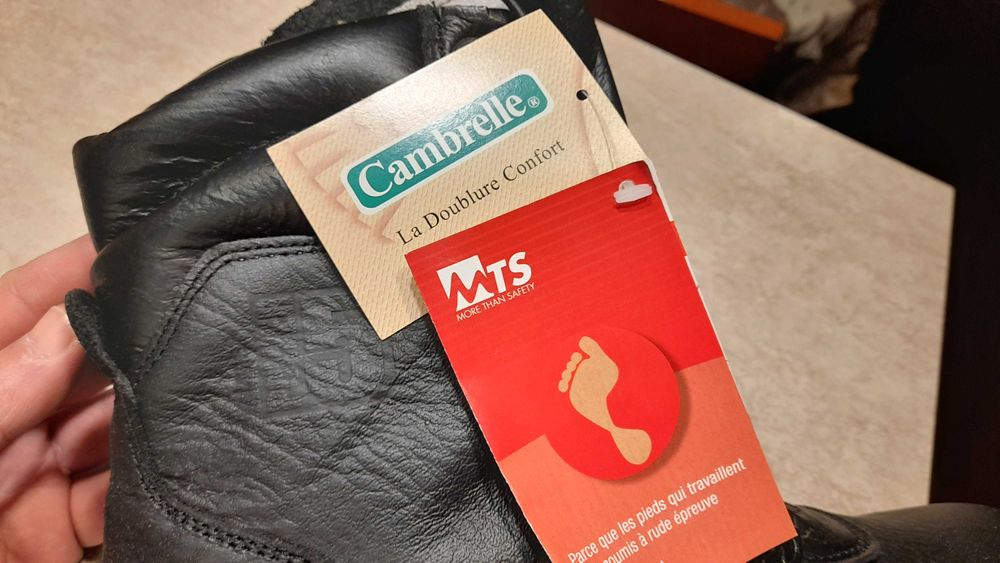 Cambrelle®
La Doublure Confort
MTS
MORE THAN SAFETY
Parce que les pieds qui travaillent
soumis à rude épreuve